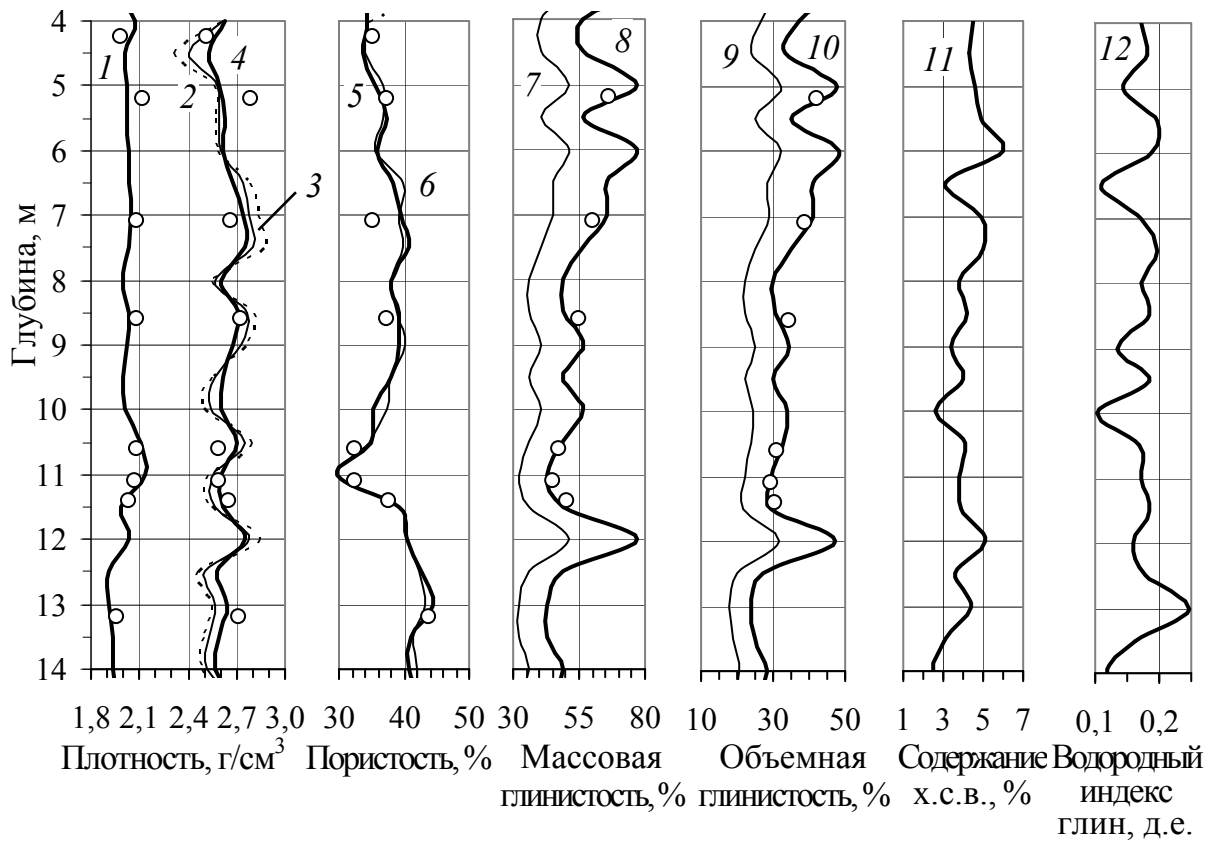 4
5
6
7
8
9
10
11
12
13
14
Глубина, м
1
2
3
4
5
6
7
8
9
10
11
12
1,8 2,1 2,4 2,7 3,0
30 40 50
30 55 80
10 30 50
1 3 5 7
0,1 0,2
Плотность, г/см³
Пористость, %
Массовая
глинистость, %
Объемная
глинистость, %
Содержание
х.с.в., %
Водородный
индекс
глин, д.е.